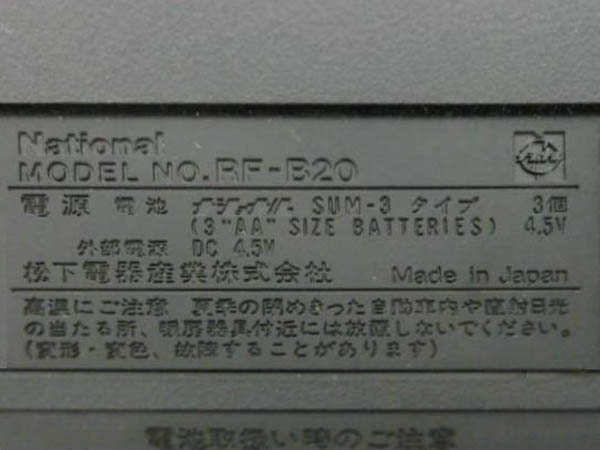 National
MODEL NO. RF-B20
電源 電池 ナショナル SUM-3 タイプ 3個
(3"AA" SIZE BATTERIES) 4.5V
外部電源 DC 4.5V
松下電器産業株式会社 Made in Japan
高温にご注意 夏季の閉めきった自動車内や直射日光
の当たる所、暖房器具付近には放置しないでください。
(変形・変色、故障することがあります)
電池取扱い時のご注意